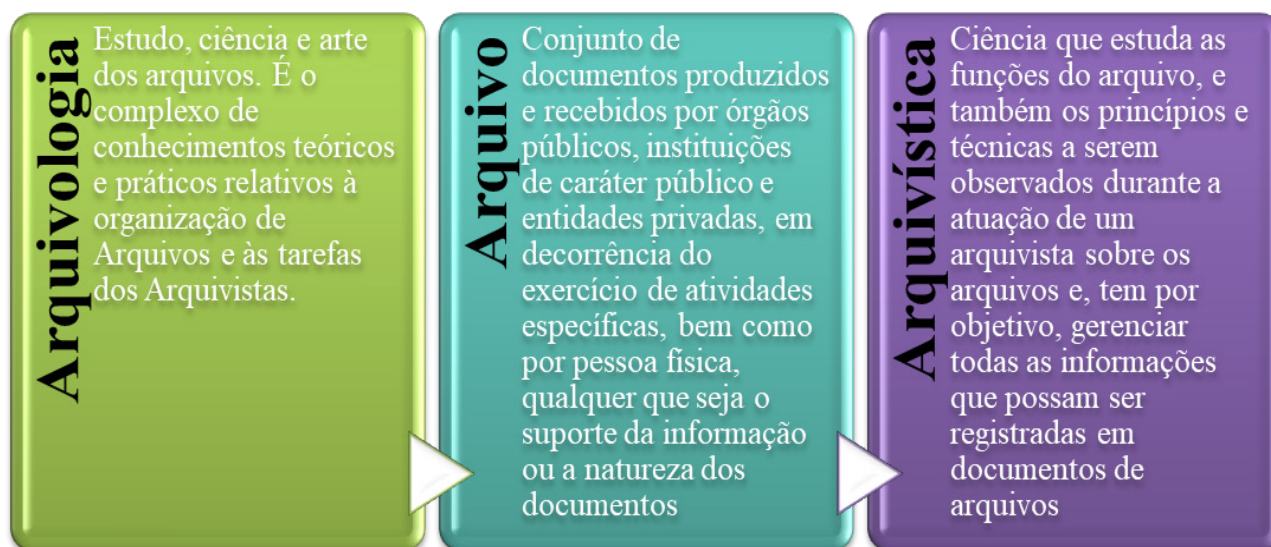 Arquivologia
Estudo, ciência e arte
dos arquivos. É o
complexo de
conhecimentos teóricos
e práticos relativos à
organização de
Arquivos e às tarefas
dos Arquivistas.
Arquivo
Conjunto de
documentos produzidos
e recebidos por órgãos
públicos, instituições
de caráter público e
entidades privadas, em
decorrência do
exercício de atividades
específicas, bem como
por pessoa física,
qualquer que seja o
suporte da informação
ou a natureza dos
documentos
Arquivística
Ciência que estuda as
funções do arquivo, e
também os princípios e
técnicas a serem
observados durante a
atuação de um
arquivista sobre os
arquivos e, tem por
objetivo, gerenciar
todas as informações
que possam ser
registradas em
documentos de
arquivos